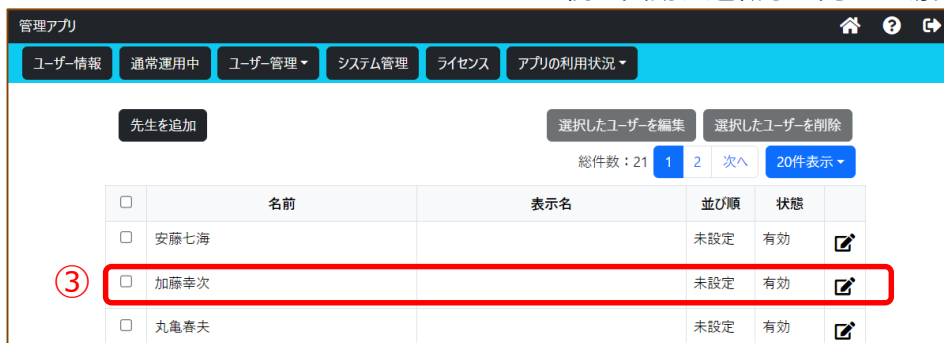 管理アプリ
ユーザー情報 通常運用中 ユーザー管理 システム管理 ライセンス アプリの利用状況
先生を追加 選択したユーザーを編集 選択したユーザーを削除
総件数：21 1 2 次へ 20件表示
名前 表示名 並び順 状態
安藤七海 未設定 有効
③ 加藤幸次 未設定 有効
丸亀春夫 未設定 有効